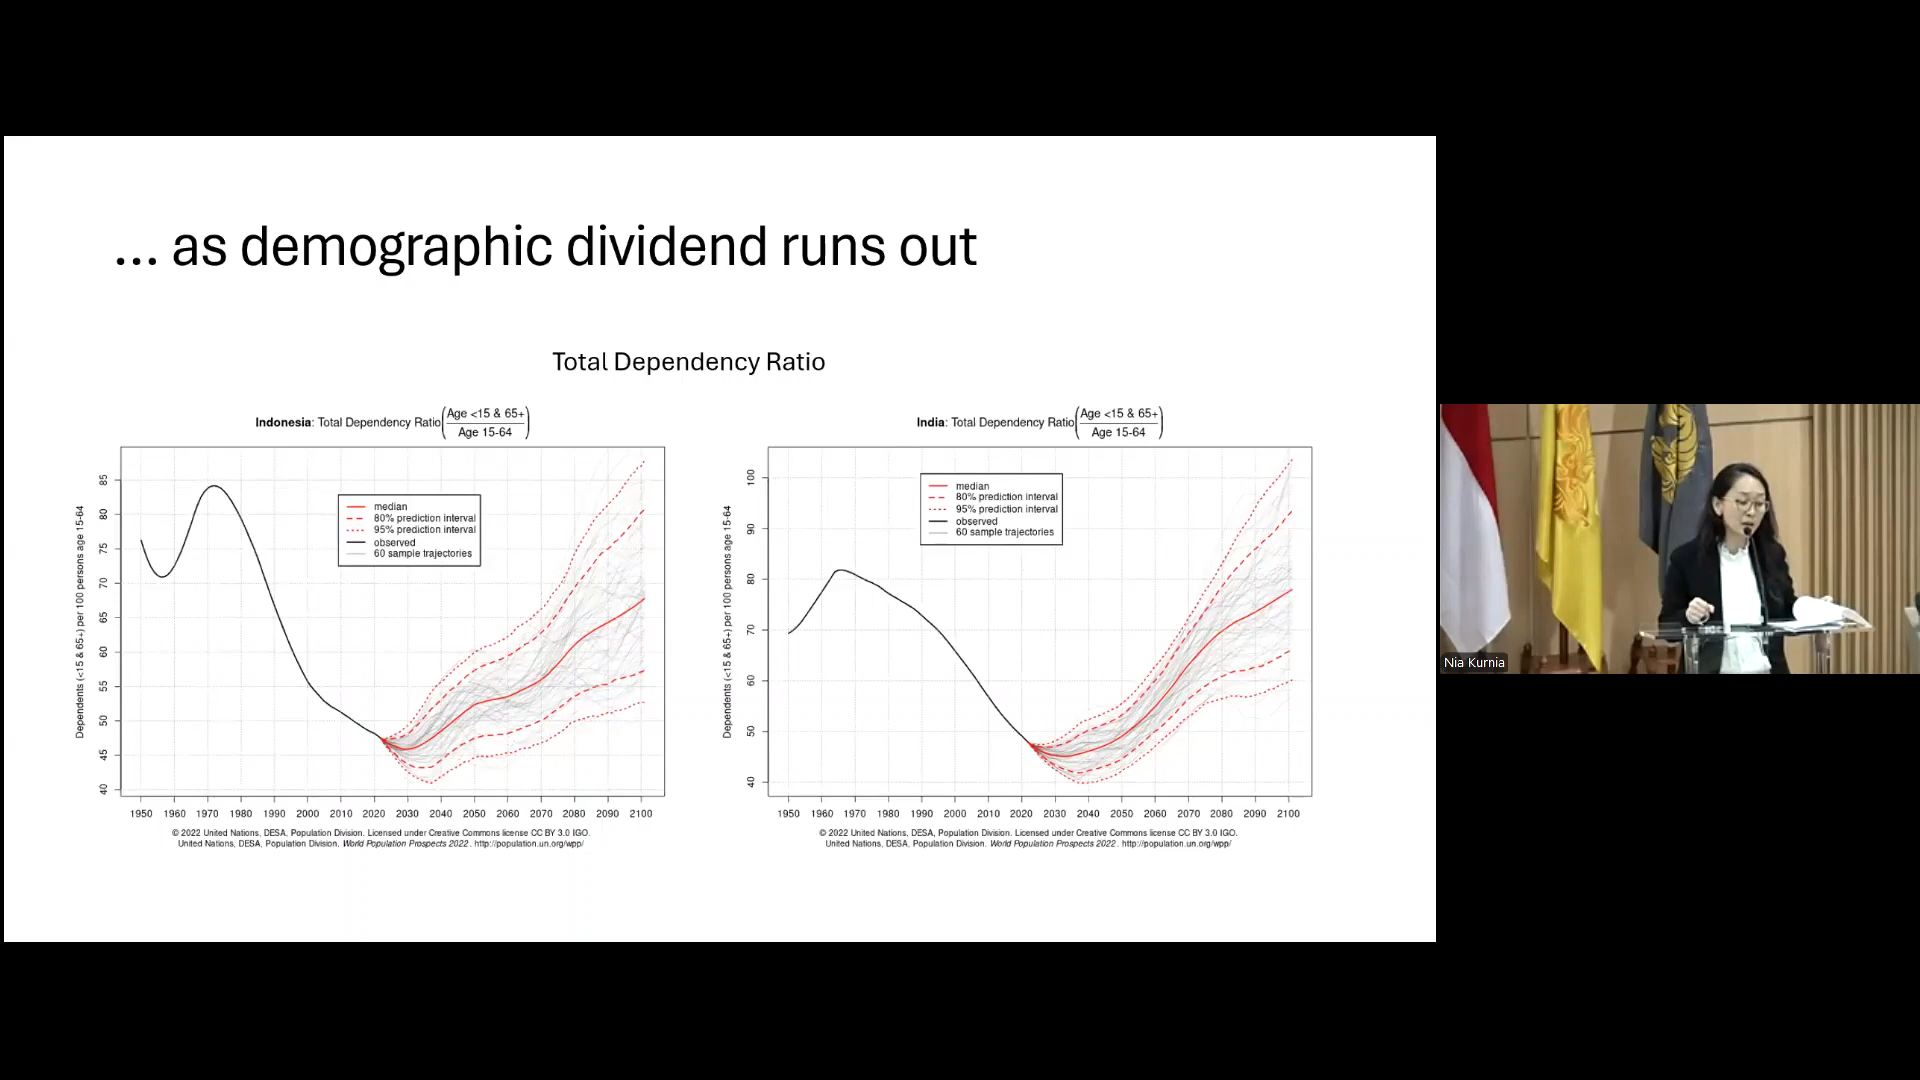 ... as demographic dividend runs out
Total Dependency Ratio
Indonesia: Total Dependency Ratio(Age <15 & 65+
Age 15-64)
85
80
75
70
65
60
55
50
45
40
Dependents (<15 & 65+) per 100 persons age 15-64
median
80% prediction interval
95% prediction interval
observed
60 sample trajectories
1950 1960 1970 1980 1990 2000 2010 2020 2030 2040 2050 2060 2070 2080 2090 2100
© 2022 United Nations, DESA, Population Division. Licensed under Creative Commons license CC BY 3.0 IGO.
United Nations, DESA, Population Division. World Population Prospects 2022. http://population.un.org/wpp/
India: Total Dependency Ratio(Age <15 & 65+
Age 15-64)
100
90
80
70
60
50
40
Dependents (<15 & 65+) per 100 persons age 15-64
median
80% prediction interval
95% prediction interval
observed
60 sample trajectories
1950 1960 1970 1980 1990 2000 2010 2020 2030 2040 2050 2060 2070 2080 2090 2100
© 2022 United Nations, DESA, Population Division. Licensed under Creative Commons license CC BY 3.0 IGO.
United Nations, DESA, Population Division. World Population Prospects 2022. http://population.un.org/wpp/
Nia Kurnia